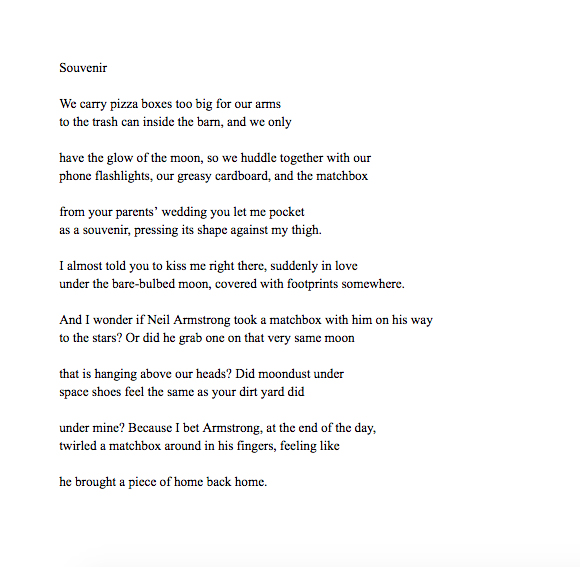 Souvenir
We carry pizza boxes too big for our arms
to the trash can inside the barn, and we only
have the glow of the moon, so we huddle together with our
phone flashlights, our greasy cardboard, and the matchbox
from your parents’ wedding you let me pocket
as a souvenir, pressing its shape against my thigh.
I almost told you to kiss me right there, suddenly in love
under the bare-bulbed moon, covered with footprints somewhere.
And I wonder if Neil Armstrong took a matchbox with him on his way
to the stars? Or did he grab one on that very same moon
that is hanging above our heads? Did moondust under
space shoes feel the same as your dirt yard did
under mine? Because I bet Armstrong, at the end of the day,
twirled a matchbox around in his fingers, feeling like
he brought a piece of home back home.